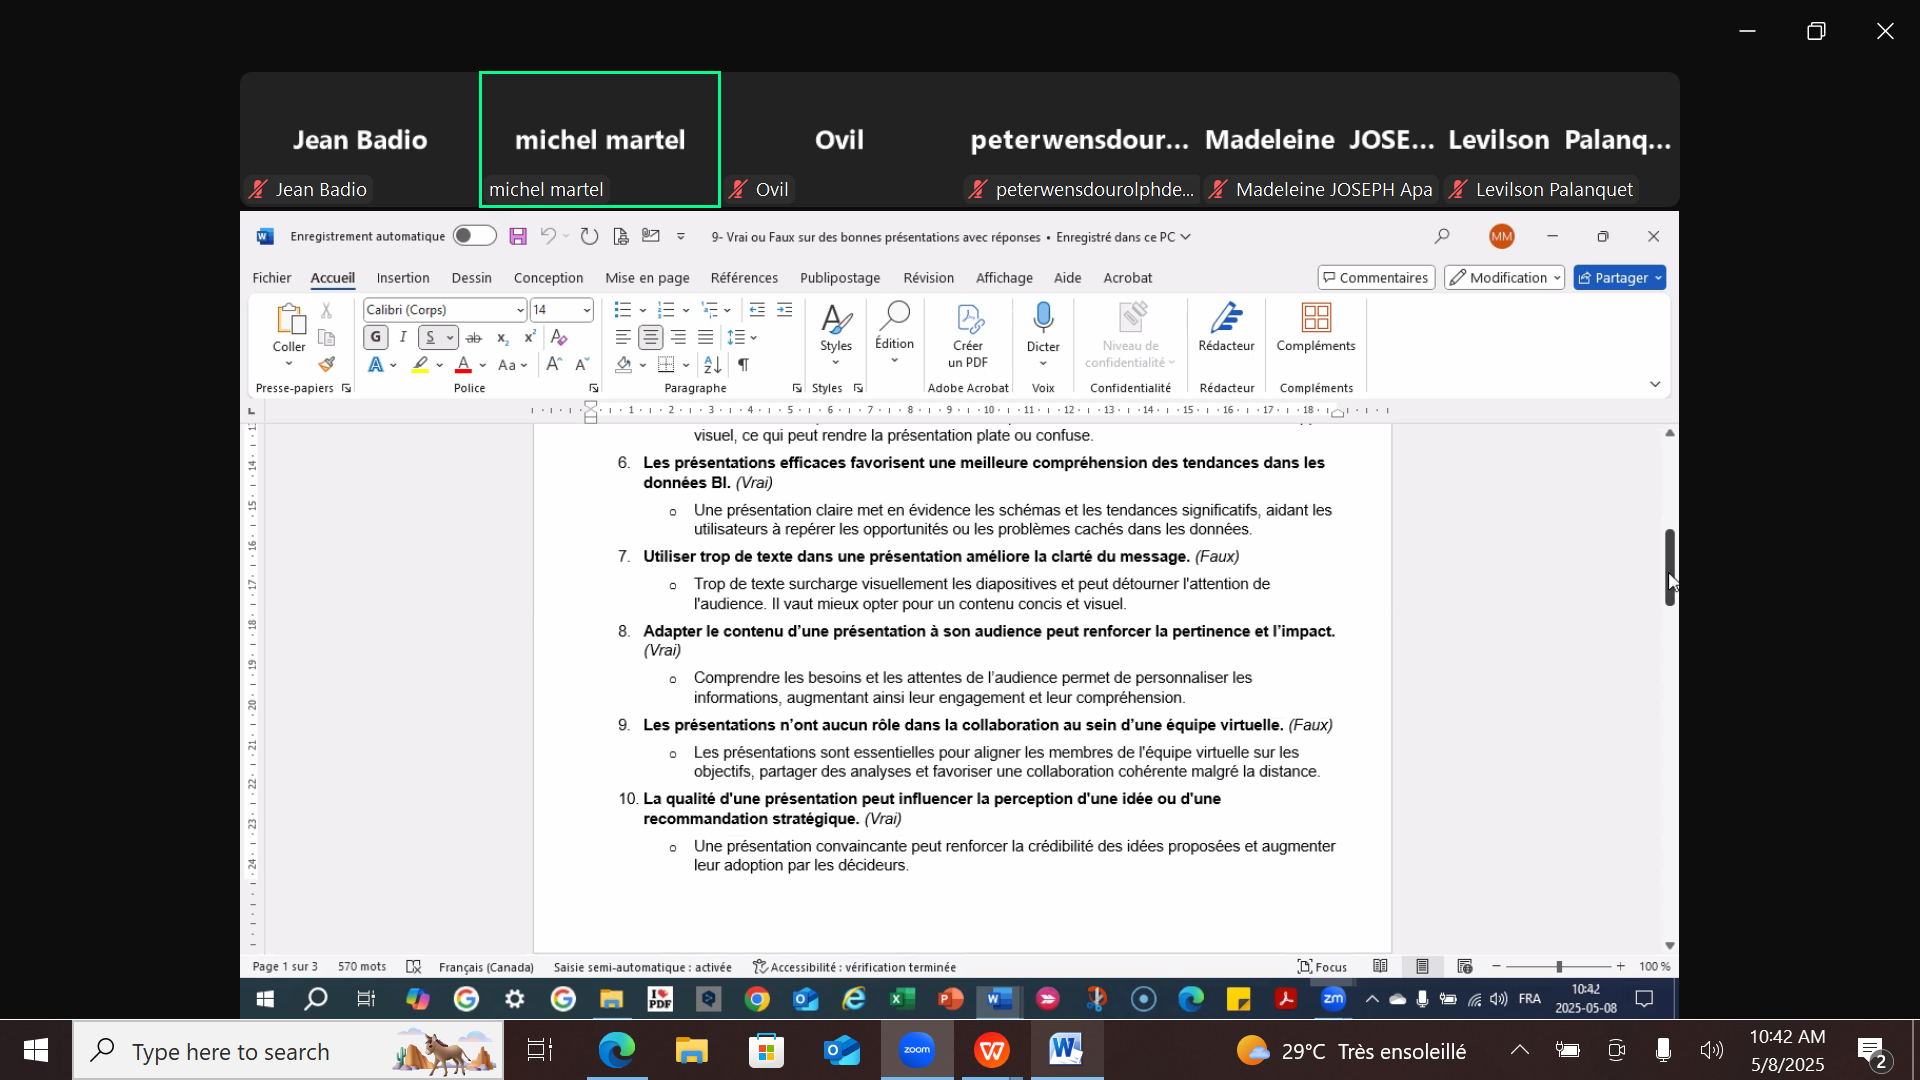 Jean Badio
michel martel
Ovil
peterwensdour...
Madeleine JOSE...
Levilson Palanq...
Jean Badio
michel martel
Ovil
peterwensdourolphde...
Madeleine JOSEPH Apa
Levilson Palanquet
Enregistrement automatique
9- Vrai ou Faux sur des bonnes présentations avec réponses • Enregistré dans ce PC
MM
Fichier Accueil Insertion Dessin Conception Mise en page Références Publipostage Révision Affichage Aide Acrobat
Commentaires Modification Partager
Calibri (Corps) 14
Coller
Styles
Édition
Créer
un PDF
Dicter
Niveau de
confidentialité
Rédacteur
Compléments
Presse-papiers Police Paragraphe Styles Adobe Acrobat Voix Confidentialité Rédacteur Compléments
visuel, ce qui peut rendre la présentation plate ou confuse.
6. Les présentations efficaces favorisent une meilleure compréhension des tendances dans les
données BI. (Vrai)
o Une présentation claire met en évidence les schémas et les tendances significatifs, aidant les
utilisateurs à repérer les opportunités ou les problèmes cachés dans les données.
7. Utiliser trop de texte dans une présentation améliore la clarté du message. (Faux)
o Trop de texte surcharge visuellement les diapositives et peut détourner l'attention de
l'audience. Il vaut mieux opter pour un contenu concis et visuel.
8. Adapter le contenu d’une présentation à son audience peut renforcer la pertinence et l’impact.
(Vrai)
o Comprendre les besoins et les attentes de l’audience permet de personnaliser les
informations, augmentant ainsi leur engagement et leur compréhension.
9. Les présentations n’ont aucun rôle dans la collaboration au sein d’une équipe virtuelle. (Faux)
o Les présentations sont essentielles pour aligner les membres de l'équipe virtuelle sur les
objectifs, partager des analyses et favoriser une collaboration cohérente malgré la distance.
10. La qualité d'une présentation peut influencer la perception d'une idée ou d'une
recommandation stratégique. (Vrai)
o Une présentation convaincante peut renforcer la crédibilité des idées proposées et augmenter
leur adoption par les décideurs.
Page 1 sur 3 570 mots Français (Canada) Saisie semi-automatique : activée Accessibilité : vérification terminée Focus 100 %
FRA
10:42
2025-05-08
Type here to search
zoom
29°C Très ensoleillé
10:42 AM
5/8/2025
2